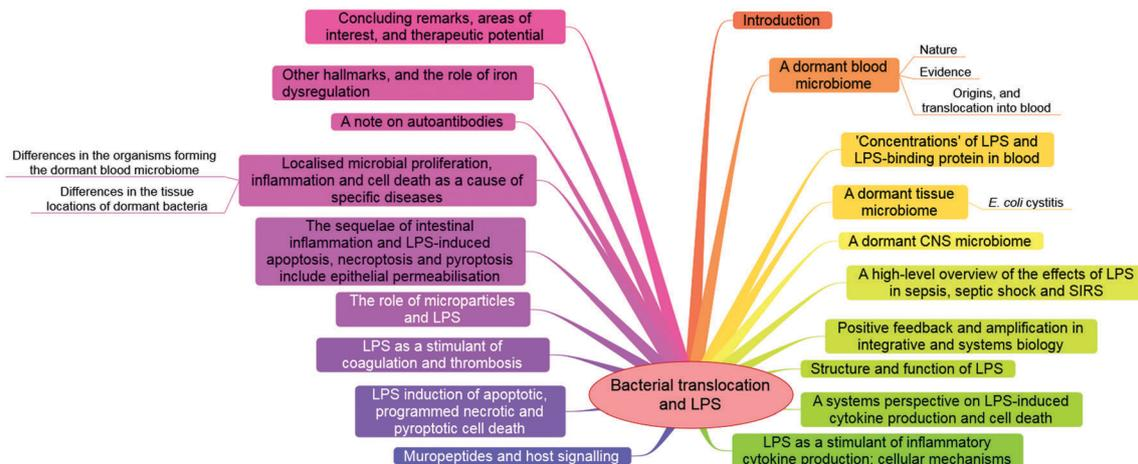 Introduction
A dormant blood
microbiome
Nature
Evidence
Origins, and
translocation into blood
'Concentrations' of LPS and
LPS-binding protein in blood
A dormant tissue
microbiome
E. coli cystitis
A dormant CNS microbiome
A high-level overview of the effects of LPS
in sepsis, septic shock and SIRS
Positive feedback and amplification in
integrative and systems biology
Structure and function of LPS
A systems perspective on LPS-induced
cytokine production and cell death
LPS as a stimulant of inflammatory
cytokine production: cellular mechanisms
Bacterial translocation
and LPS
Muropeptides and host signalling
LPS induction of apoptotic,
programmed necrotic and
pyroptotic cell death
LPS as a stimulant of
coagulation and thrombosis
The role of microparticles
and LPS
The sequelae of intestinal
inflammation and LPS-induced
apoptosis, necroptosis and pyroptosis
include epithelial permeabilisation
Localised microbial proliferation,
inflammation and cell death as a cause of
specific diseases
Differences in the organisms forming
the dormant blood microbiome
Differences in the tissue
locations of dormant bacteria
A note on autoantibodies
Other hallmarks, and the role of iron
dysregulation
Concluding remarks, areas of
interest, and therapeutic potential